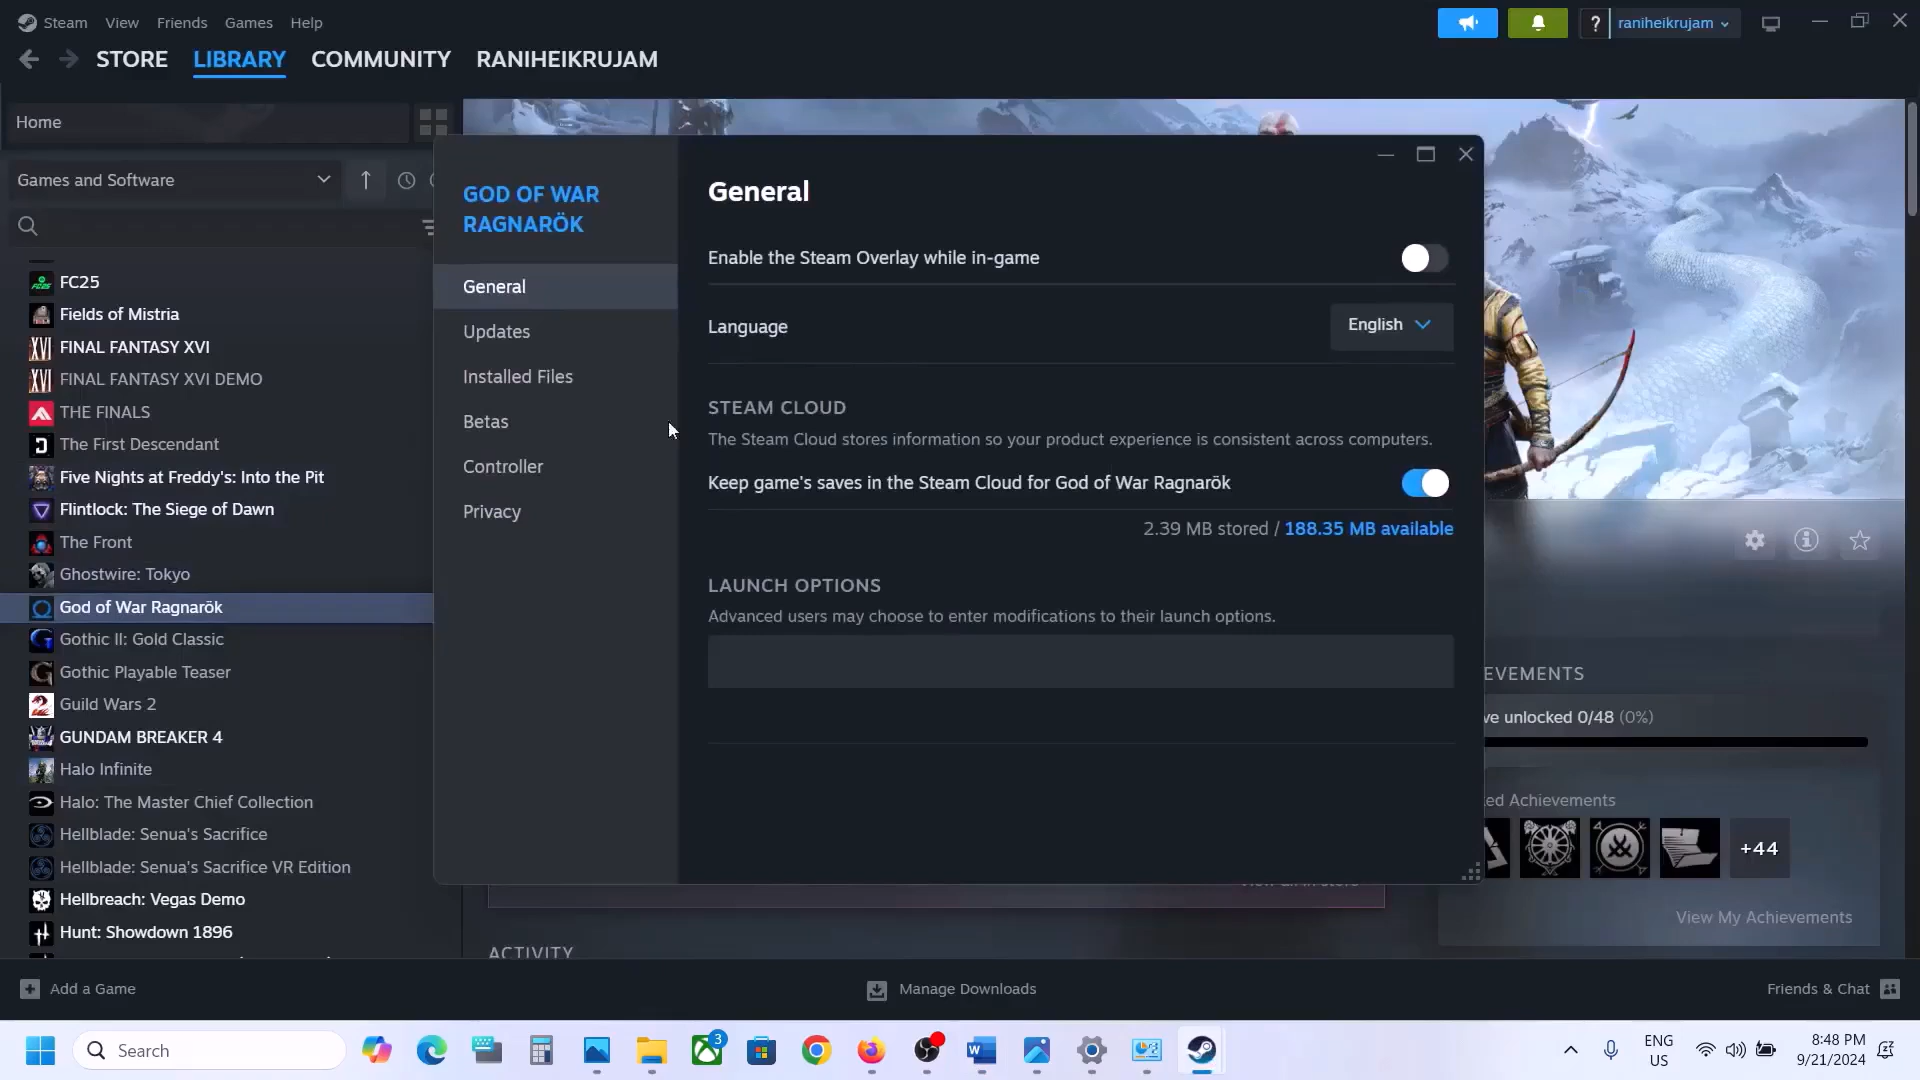 Steam View Friends Games Help
? raniheikrujam
STORE LIBRARY COMMUNITY RANIHEIKRUJAM
Home
Games and Software
FC25
Fields of Mistria
FINAL FANTASY XVI
FINAL FANTASY XVI DEMO
THE FINALS
The First Descendant
Five Nights at Freddy's: Into the Pit
Flintlock: The Siege of Dawn
The Front
Ghostwire: Tokyo
God of War Ragnarök
Gothic II: Gold Classic
Gothic Playable Teaser
Guild Wars 2
GUNDAM BREAKER 4
Halo Infinite
Halo: The Master Chief Collection
Hellblade: Senua's Sacrifice
Hellblade: Senua's Sacrifice VR Edition
Hellbreach: Vegas Demo
Hunt: Showdown 1896
GOD OF WAR
RAGNARÖK
General
Updates
Installed Files
Betas
Controller
Privacy
General
Enable the Steam Overlay while in-game
Language English
STEAM CLOUD
The Steam Cloud stores information so your product experience is consistent across computers.
Keep game's saves in the Steam Cloud for God of War Ragnarök
2.39 MB stored / 188.35 MB available
LAUNCH OPTIONS
Advanced users may choose to enter modifications to their launch options.
EVEMENTS
ve unlocked 0/48 (0%)
ed Achievements
+44
View My Achievements
ACTIVITY
Add a Game
Manage Downloads
Friends & Chat
Search
3
ENG
US
8:48 PM
9/21/2024